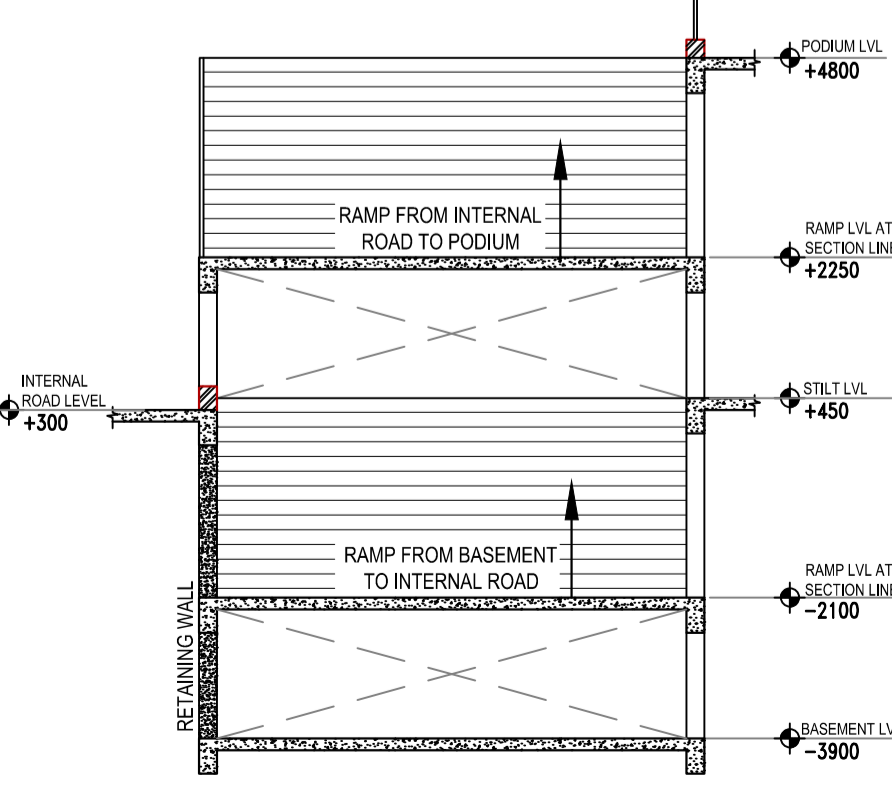 PODIUM LVL
+4800
RAMP FROM INTERNAL
ROAD TO PODIUM
RAMP LVL AT
SECTION LINE
+2250
INTERNAL
ROAD LEVEL
+300
STILT LVL
+450
RAMP FROM BASEMENT
TO INTERNAL ROAD
RAMP LVL AT
SECTION LINE
-2100
RETAINING WALL
BASEMENT LV
-3900